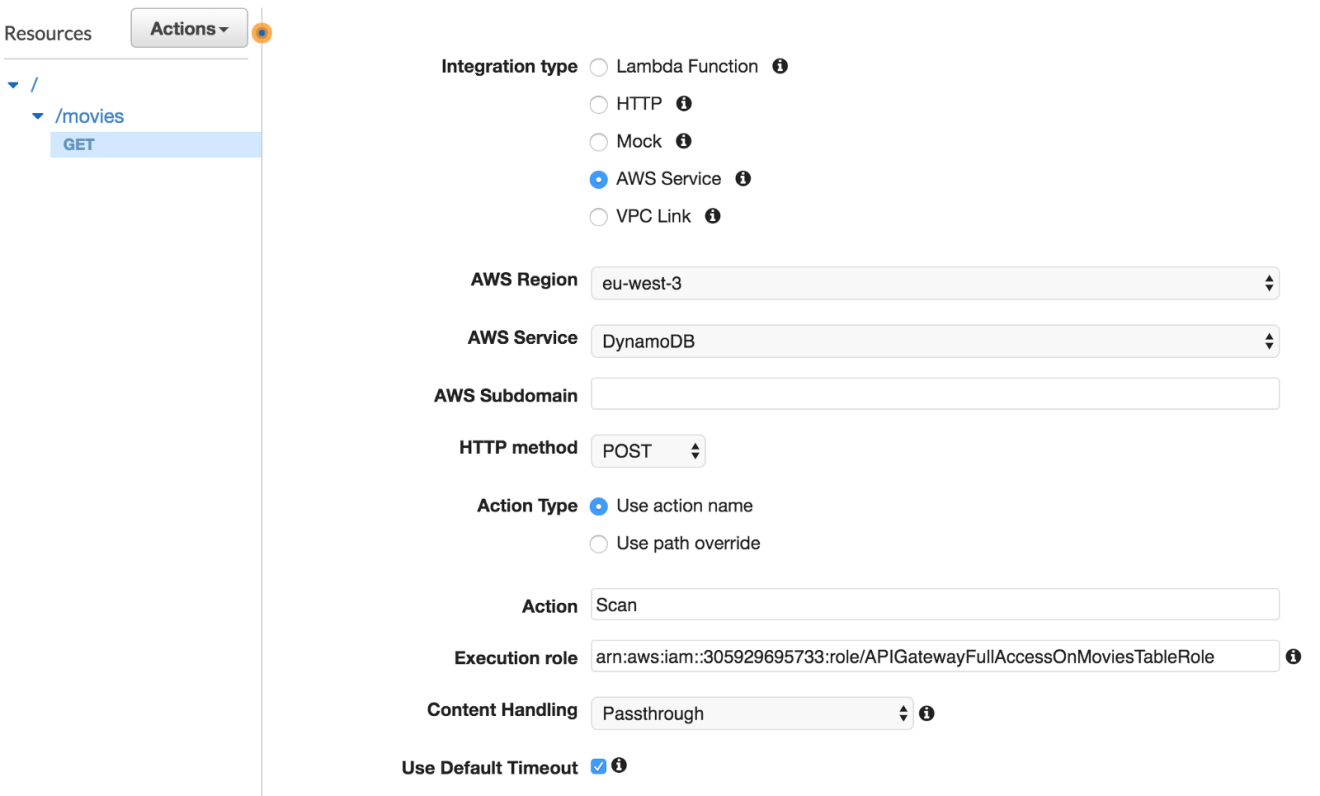 Resources
Actions
/
/movies
GET
Integration type Lambda Function
HTTP
Mock
AWS Service
VPC Link
AWS Region eu-west-3
AWS Service DynamoDB
AWS Subdomain
HTTP method POST
Action Type Use action name
Use path override
Action Scan
Execution role arn:aws:iam::305929695733:role/APIGatewayFullAccessOnMoviesTableRole
Content Handling Passthrough
Use Default Timeout